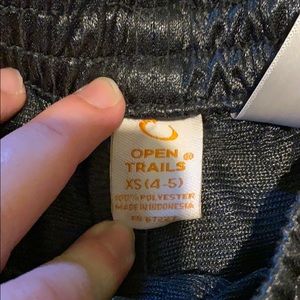 OPEN ®
TRAILS
XS (4-5)
100% POLYESTER
MADE IN INDONESIA